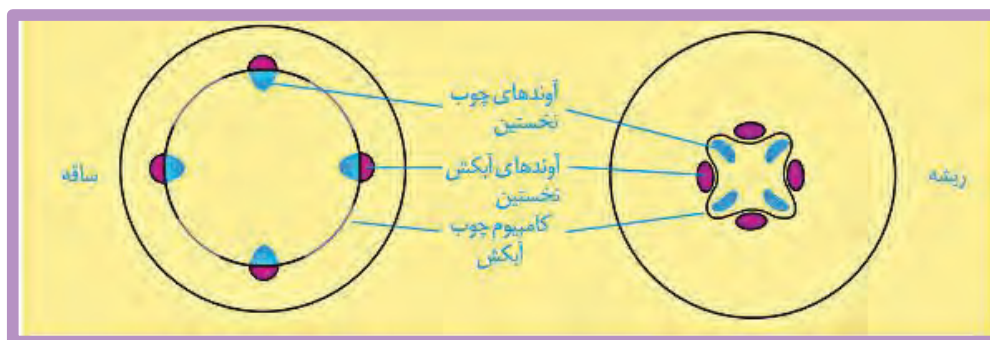 ریشه
آوندهای چوب
نخستین
آوندهای آبکش
نخستین
کامبیوم چوب
آبکش
ساقه